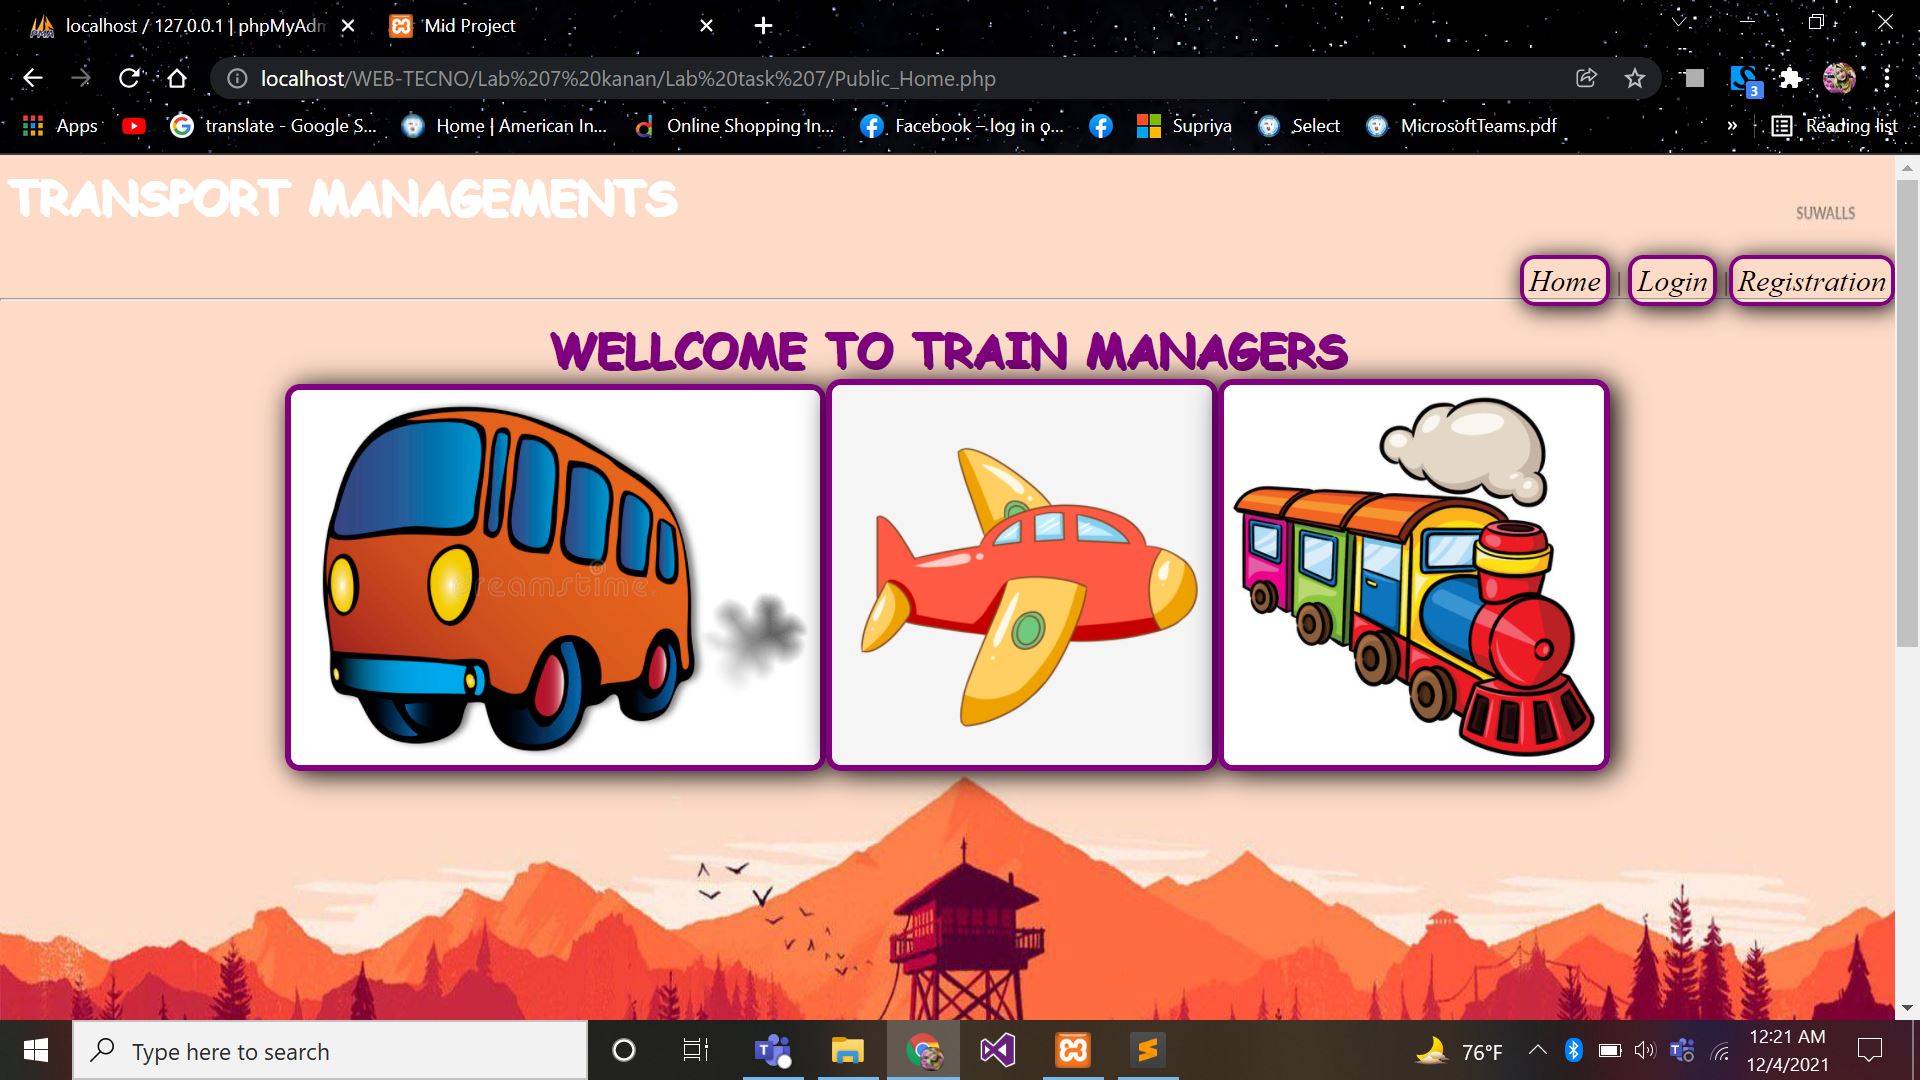 localhost / 127.0.0.1 | phpMyAdm
Mid Project
localhost/WEB-TECNO/Lab%207%20kanan/Lab%20task%207/Public_Home.php
3
Apps
translate - Google S...
Home | American In...
Online Shopping In...
Facebook – log in o...
Supriya
Select
MicrosoftTeams.pdf
»
Reading list
TRANSPORT MANAGEMENTS
SUWALLS
Home | Login | Registration
WELLCOME TO TRAIN MANAGERS
dreamstime.
Type here to search
76°F
12:21 AM
12/4/2021